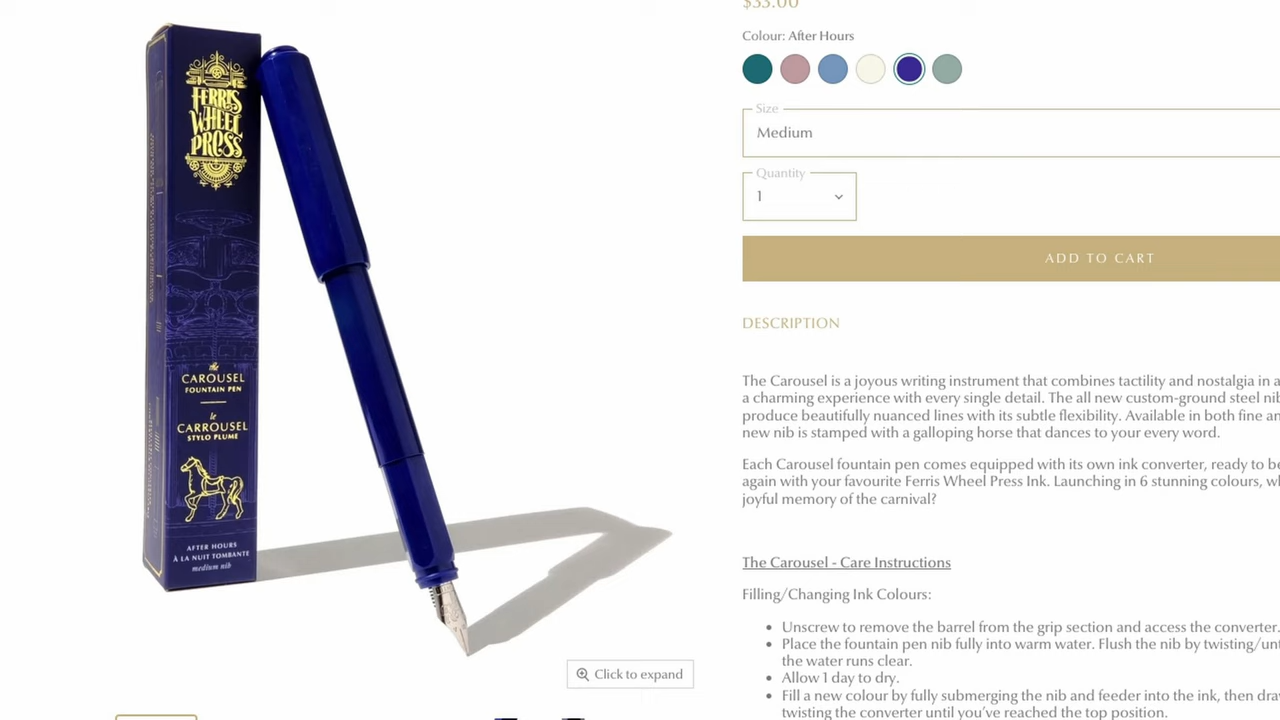 FERRIS
WHEEL
PRESS
the
CAROUSEL
FOUNTAIN PEN
le
CARROUSEL
STYLO PLUME
AFTER HOURS
À LA NUIT TOMBANTE
medium nib
Click to expand
$33.00
Colour: After Hours
Size
Medium
Quantity
1
ADD TO CART
DESCRIPTION
The Carousel is a joyous writing instrument that combines tactility and nostalgia in a
a charming experience with every single detail. The all new custom-ground steel nib
produce beautifully nuanced lines with its subtle flexibility. Available in both fine an
new nib is stamped with a galloping horse that dances to your every word.
Each Carousel fountain pen comes equipped with its own ink converter, ready to be
again with your favourite Ferris Wheel Press Ink. Launching in 6 stunning colours, wh
joyful memory of the carnival?
The Carousel - Care Instructions
Filling/Changing Ink Colours:
• Unscrew to remove the barrel from the grip section and access the converter.
• Place the fountain pen nib fully into warm water. Flush the nib by twisting/unt
the water runs clear.
• Allow 1 day to dry.
• Fill a new colour by fully submerging the nib and feeder into the ink, then dra
twisting the converter until you've reached the top position.